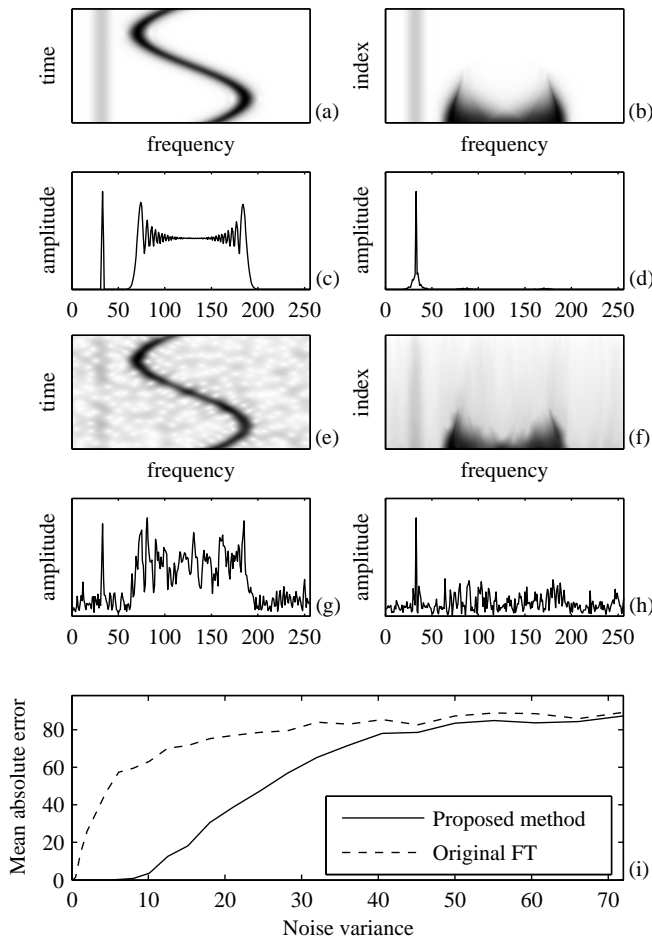 time
(a)
frequency
index
(b)
frequency
amplitude
(c)
0 50 100 150 200 250
amplitude
(d)
0 50 100 150 200 250
time
(e)
frequency
index
(f)
frequency
amplitude
(g)
0 50 100 150 200 250
amplitude
(h)
0 50 100 150 200 250
Mean absolute error
80
60
40
20
0
0 10 20 30 40 50 60 70
Noise variance
Proposed method
Original FT
(i)